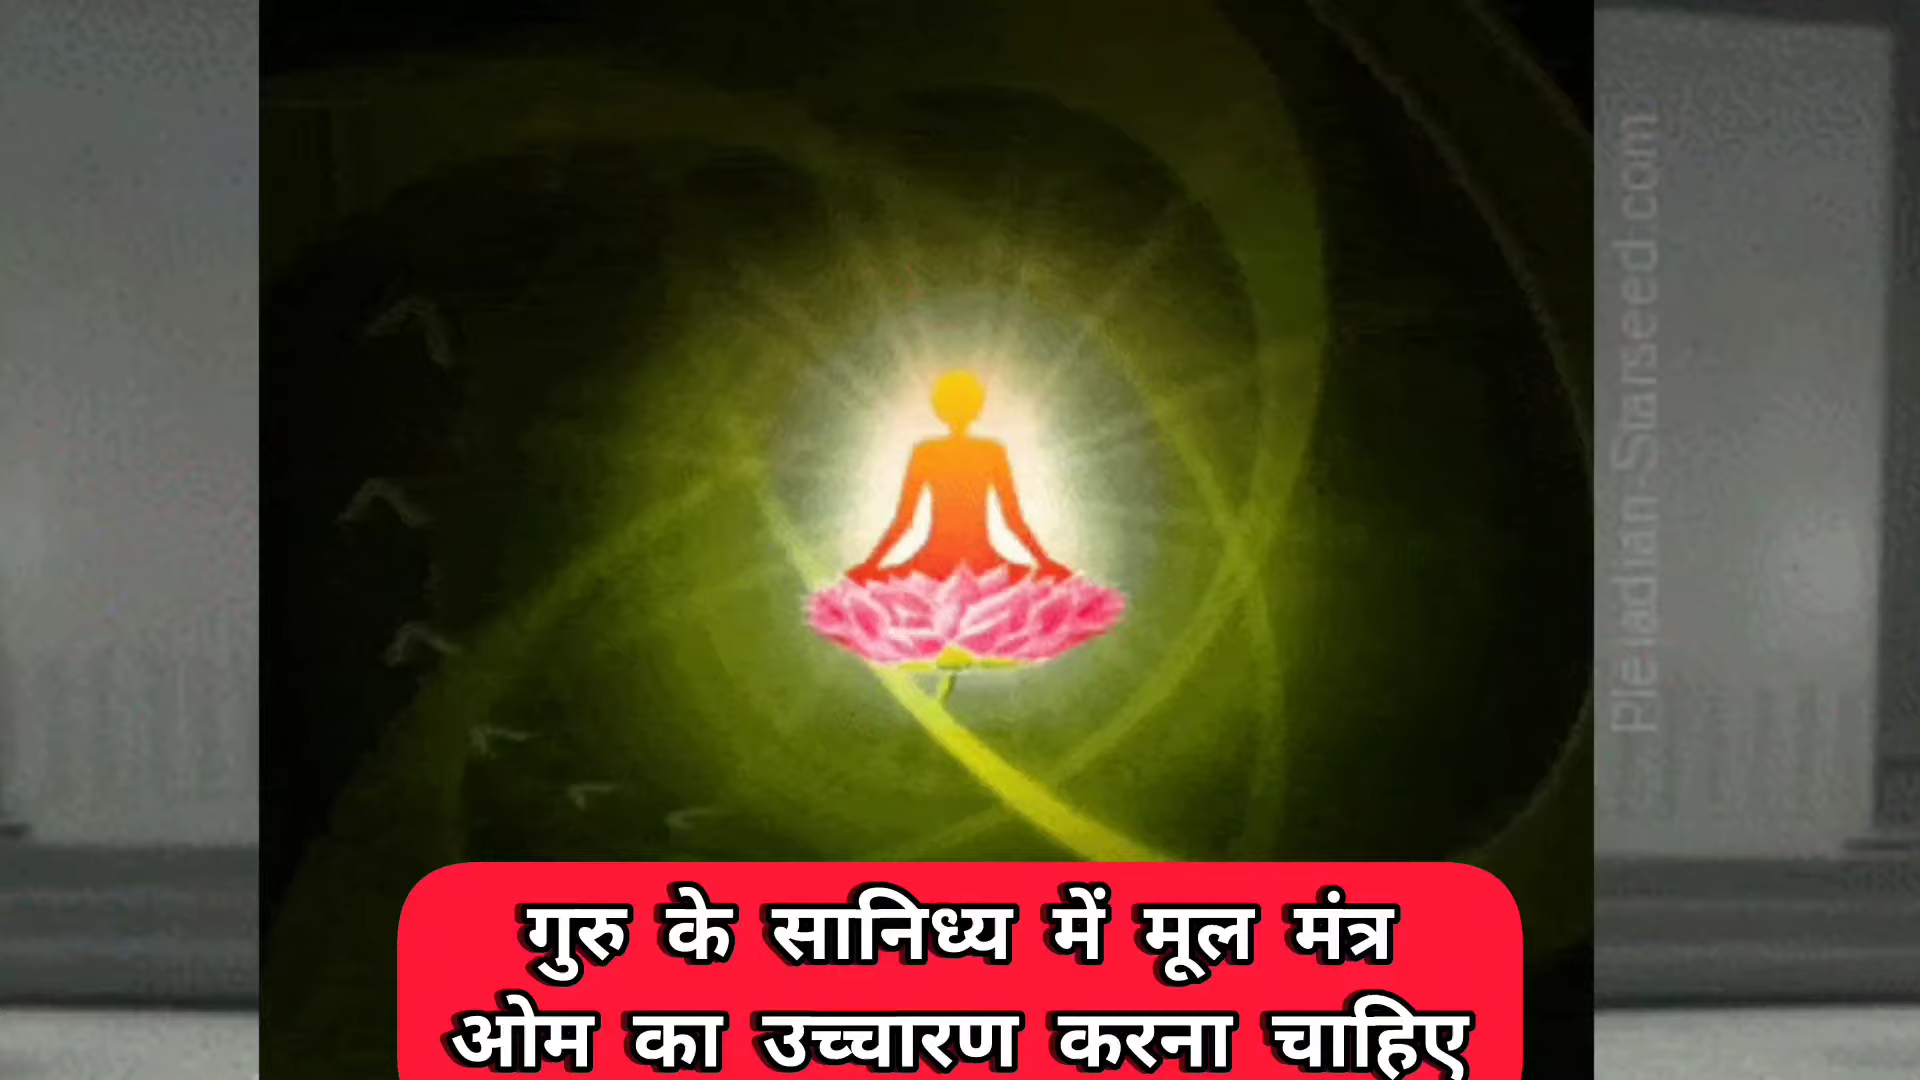 Pleiadian-Starseed.com
गुरु के सानिध्य में मूल मंत्र
ओम का उच्चारण करना चाहिए